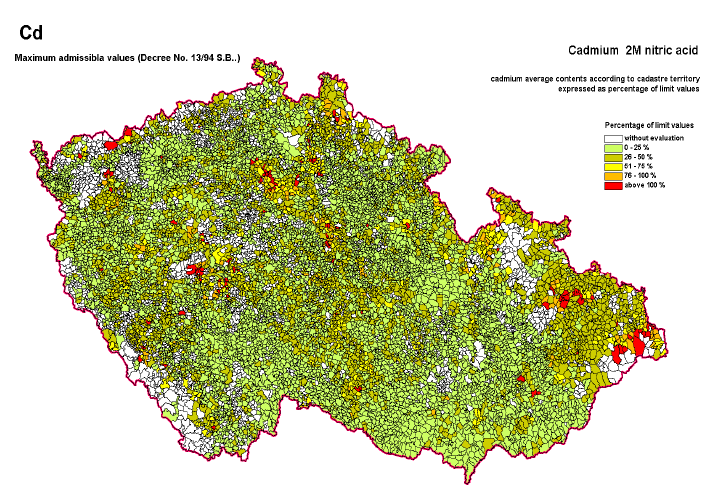 Cd
Maximum admissibla values (Decree No. 13/94 S.B..)
Cadmium 2M nitric acid
cadmium average contents according to cadastre territory
expressed as percentage of limit values
Percentage of limit values
without evaluation
0 - 25 %
26 - 50 %
51 - 75 %
76 - 100 %
above 100 %